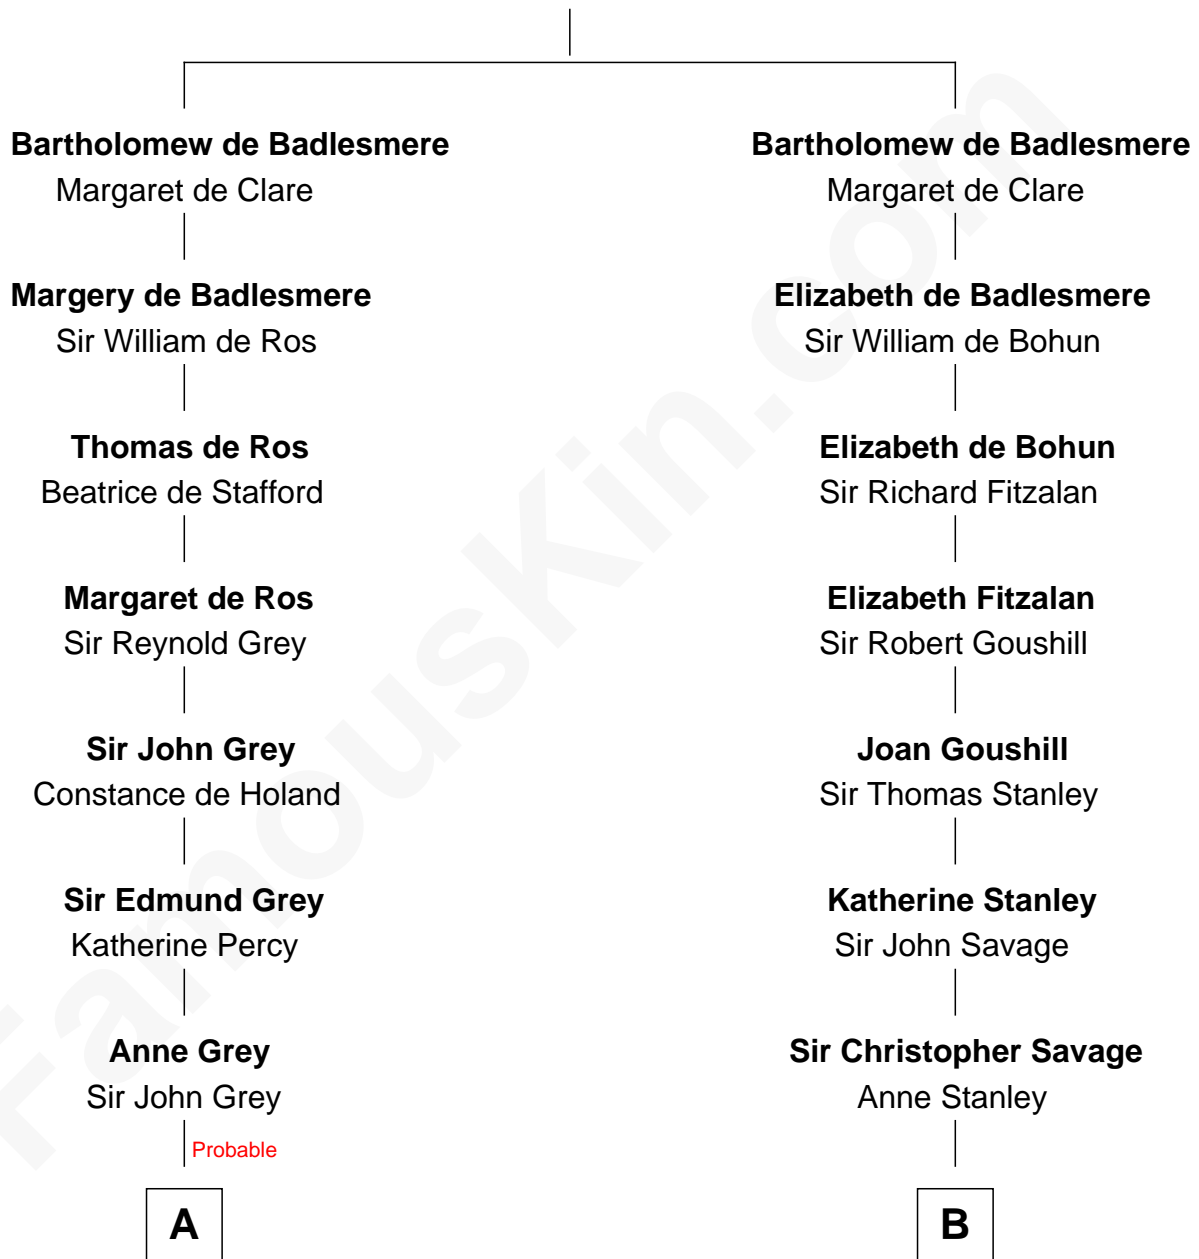 Bartholomew de Badlesmere
Margaret de Clare
Margery de Badlesmere
Sir William de Ros
Thomas de Ros
Beatrice de Stafford
Margaret de Ros
Sir Reynold Grey
Sir John Grey
Constance de Holand
Sir Edmund Grey
Katherine Percy
Anne Grey
Sir John Grey
Probable
A
Bartholomew de Badlesmere
Margaret de Clare
Elizabeth de Badlesmere
Sir William de Bohun
Elizabeth de Bohun
Sir Richard Fitzalan
Elizabeth Fitzalan
Sir Robert Goushill
Joan Goushill
Sir Thomas Stanley
Katherine Stanley
Sir John Savage
Sir Christopher Savage
Anne Stanley
B
FamousKin.com